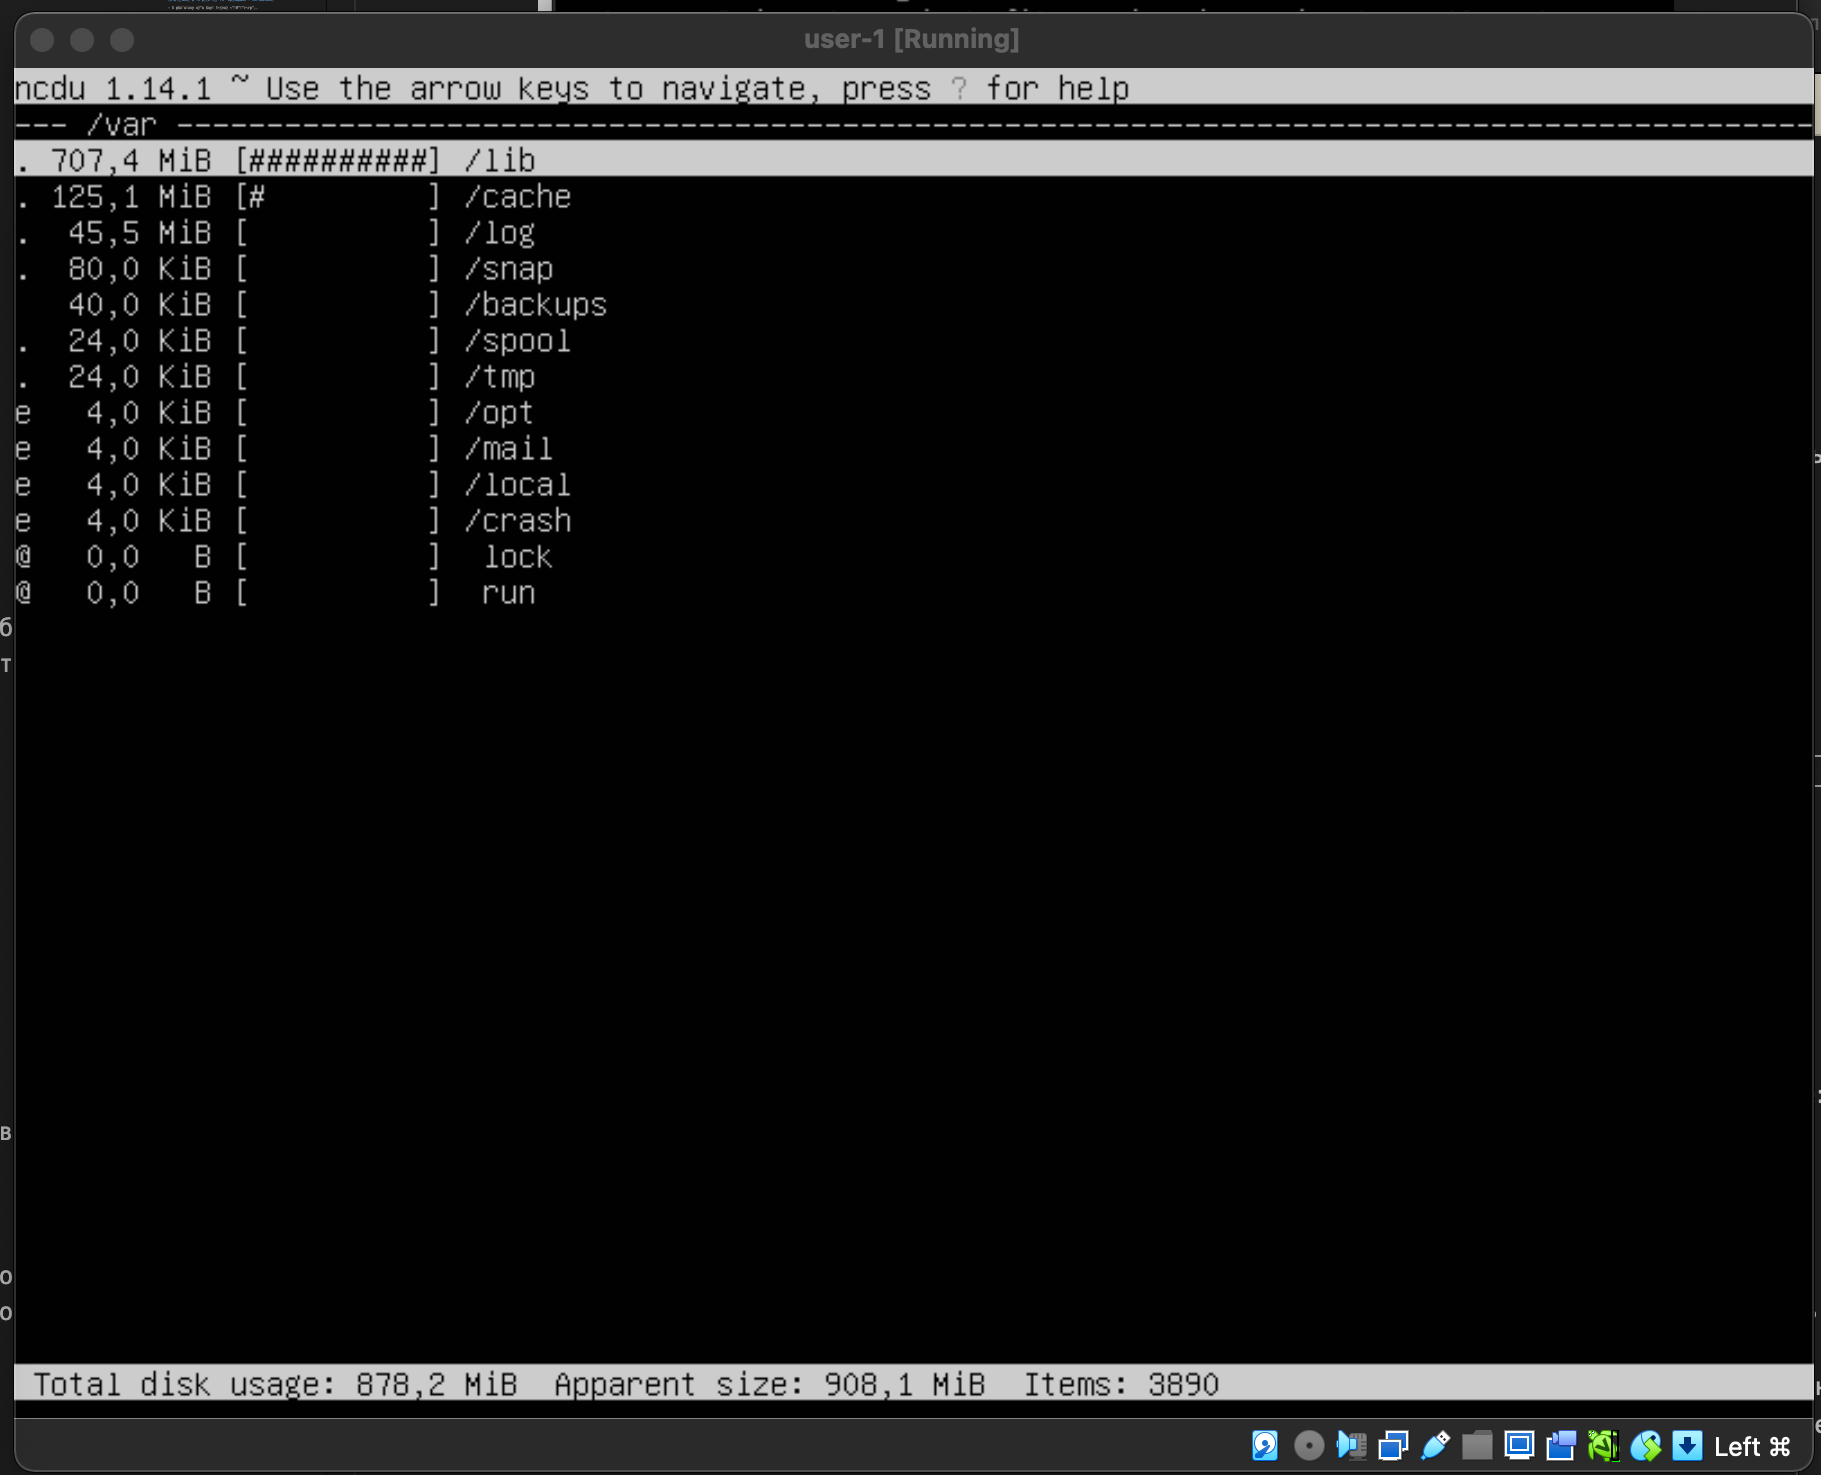 user-1 [Running]
ncdu 1.14.1 ~ Use the arrow keys to navigate, press ? for help
--- /var -------------------------------------------------------------------------------------------
. 707,4 MiB [##########] /lib
. 125,1 MiB [#         ] /cache
.  45,5 MiB [          ] /log
.  80,0 KiB [          ] /snap
   40,0 KiB [          ] /backups
.  24,0 KiB [          ] /spool
.  24,0 KiB [          ] /tmp
e   4,0 KiB [          ] /opt
e   4,0 KiB [          ] /mail
e   4,0 KiB [          ] /local
e   4,0 KiB [          ] /crash
@   0,0   B [          ]  lock
@   0,0   B [          ]  run
Total disk usage: 878,2 MiB  Apparent size: 908,1 MiB  Items: 3890
Left ⌘